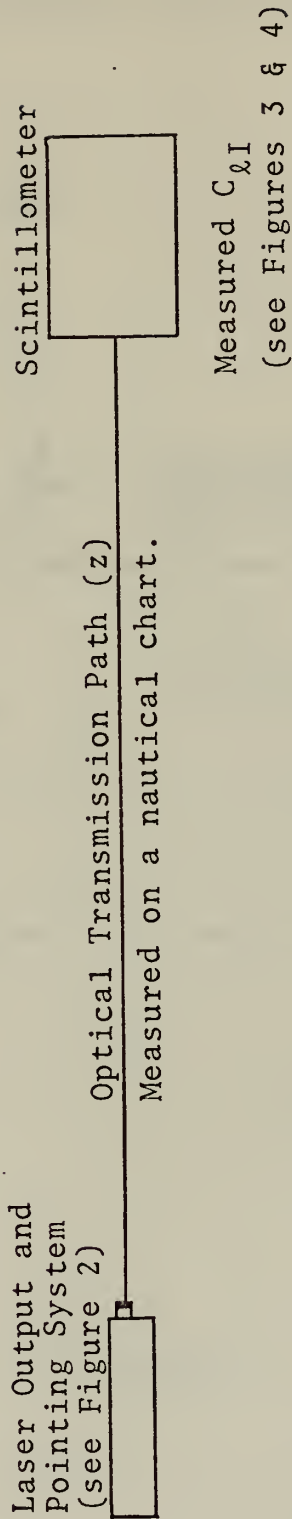 Laser Output and
Pointing System
(see Figure 2)
Optical Transmission Path (z)
Measured on a nautical chart.
Scintillometer
Measured CℓI
(see Figures 3 & 4)